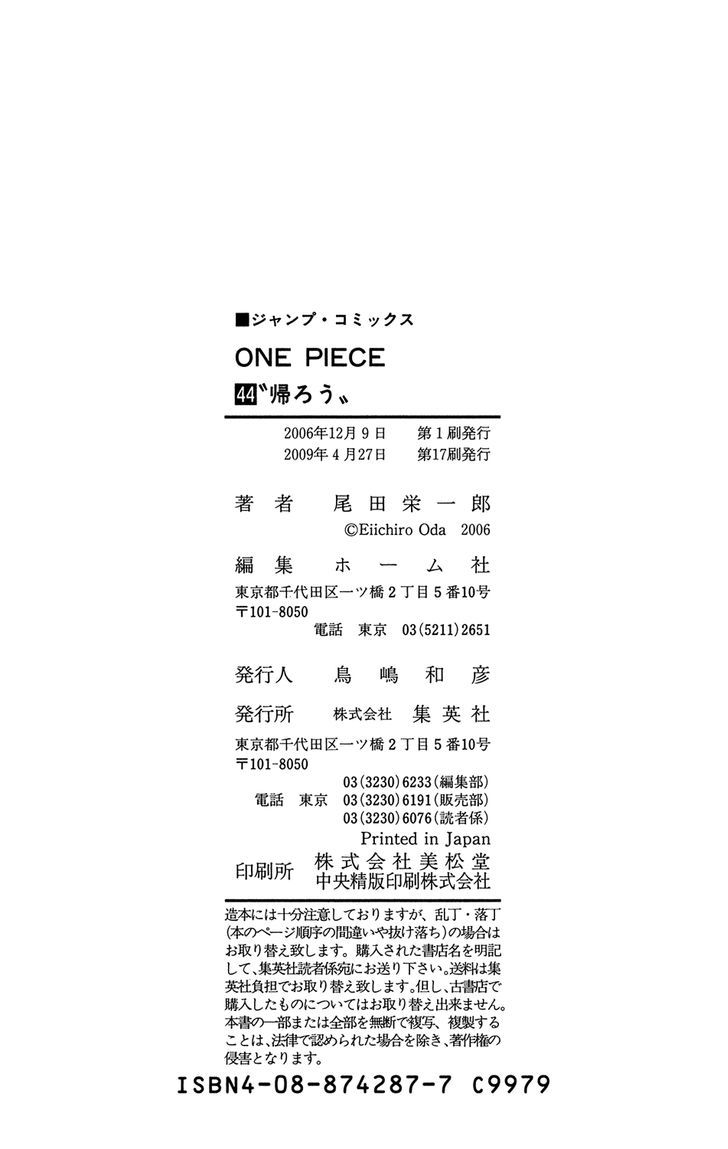 ■ジャンプ・コミックス
ONE PIECE
44〝帰ろう〟
2006年12月9日 第1刷発行
2009年4月27日 第17刷発行
著者 尾田栄一郎
©Eiichiro Oda 2006
編集 ホーム社
東京都千代田区一ツ橋2丁目5番10号
〒101-8050
電話 東京 03(5211)2651
発行人 鳥嶋和彦
発行所 株式会社 集英社
東京都千代田区一ツ橋2丁目5番10号
〒101-8050
03(3230)6233(編集部)
電話 東京 03(3230)6191(販売部)
03(3230)6076(読者係)
Printed in Japan
印刷所 株式会社美松堂
中央精版印刷株式会社
造本には十分注意しておりますが、乱丁・落丁
(本のページ順序の間違いや抜け落ち)の場合は
お取り替え致します。購入された書店名を明記
して、集英社読者係宛にお送り下さい。送料は集
英社負担でお取り替え致します。但し、古書店で
購入したものについてはお取り替え出来ません。
本書の一部または全部を無断で複写、複製する
ことは、法律で認められた場合を除き、著作権の
侵害となります。
ISBN4-08-874287-7 C9979